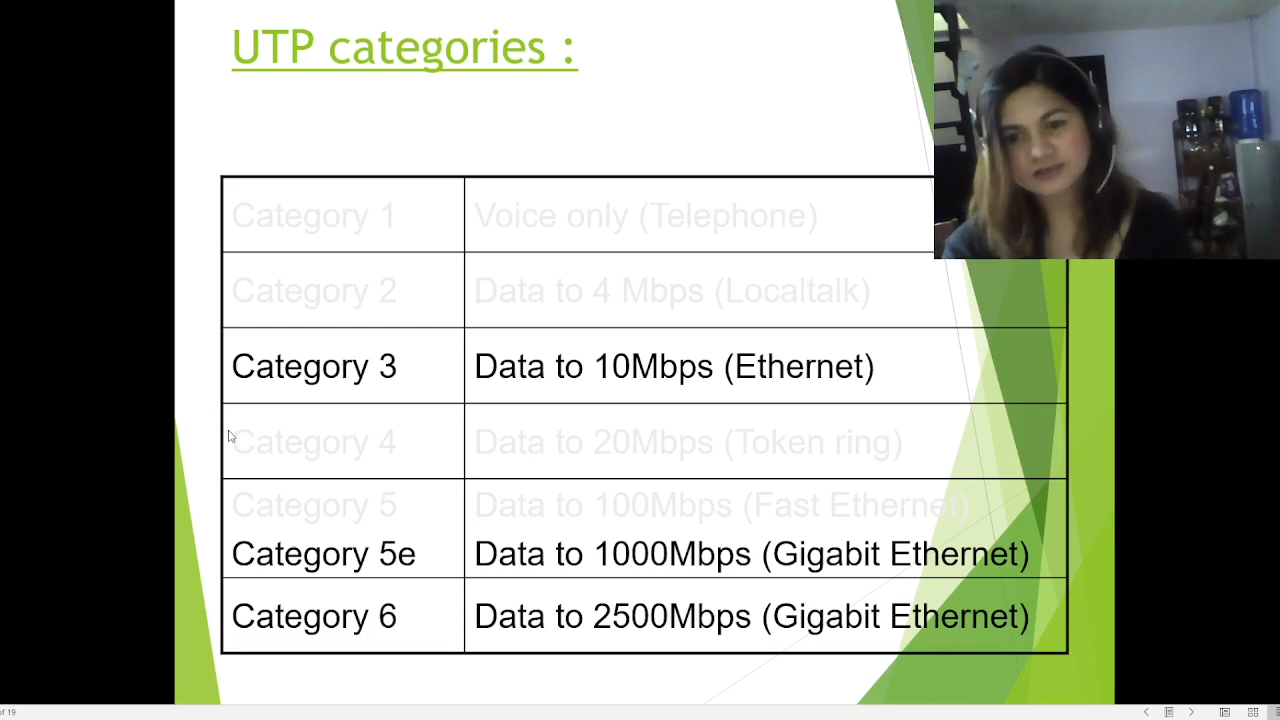 UTP categories :
Category 1 Voice only (Telephone)
Category 2 Data to 4 Mbps (Localtalk)
Category 3 Data to 10Mbps (Ethernet)
Category 4 Data to 20Mbps (Token ring)
Category 5 Data to 100Mbps (Fast Ethernet)
Category 5e Data to 1000Mbps (Gigabit Ethernet)
Category 6 Data to 2500Mbps (Gigabit Ethernet)
of 19